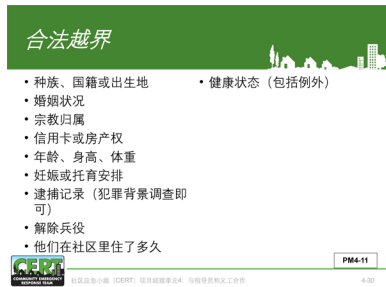 合法越界
• 种族、国籍或出生地
• 婚姻状况
• 宗教归属
• 信用卡或房产权
• 年龄、身高、体重
• 妊娠或托育安排
• 逮捕记录（犯罪背景调查即
可）
• 解除兵役
• 他们在社区里住了多久
• 健康状态（包括例外）
PM4-11
CERT
COMMUNITY EMERGENCY
RESPONSE TEAM
社区应急小组（CERT）项目经理单元4：与指导员和义工合作
4-30